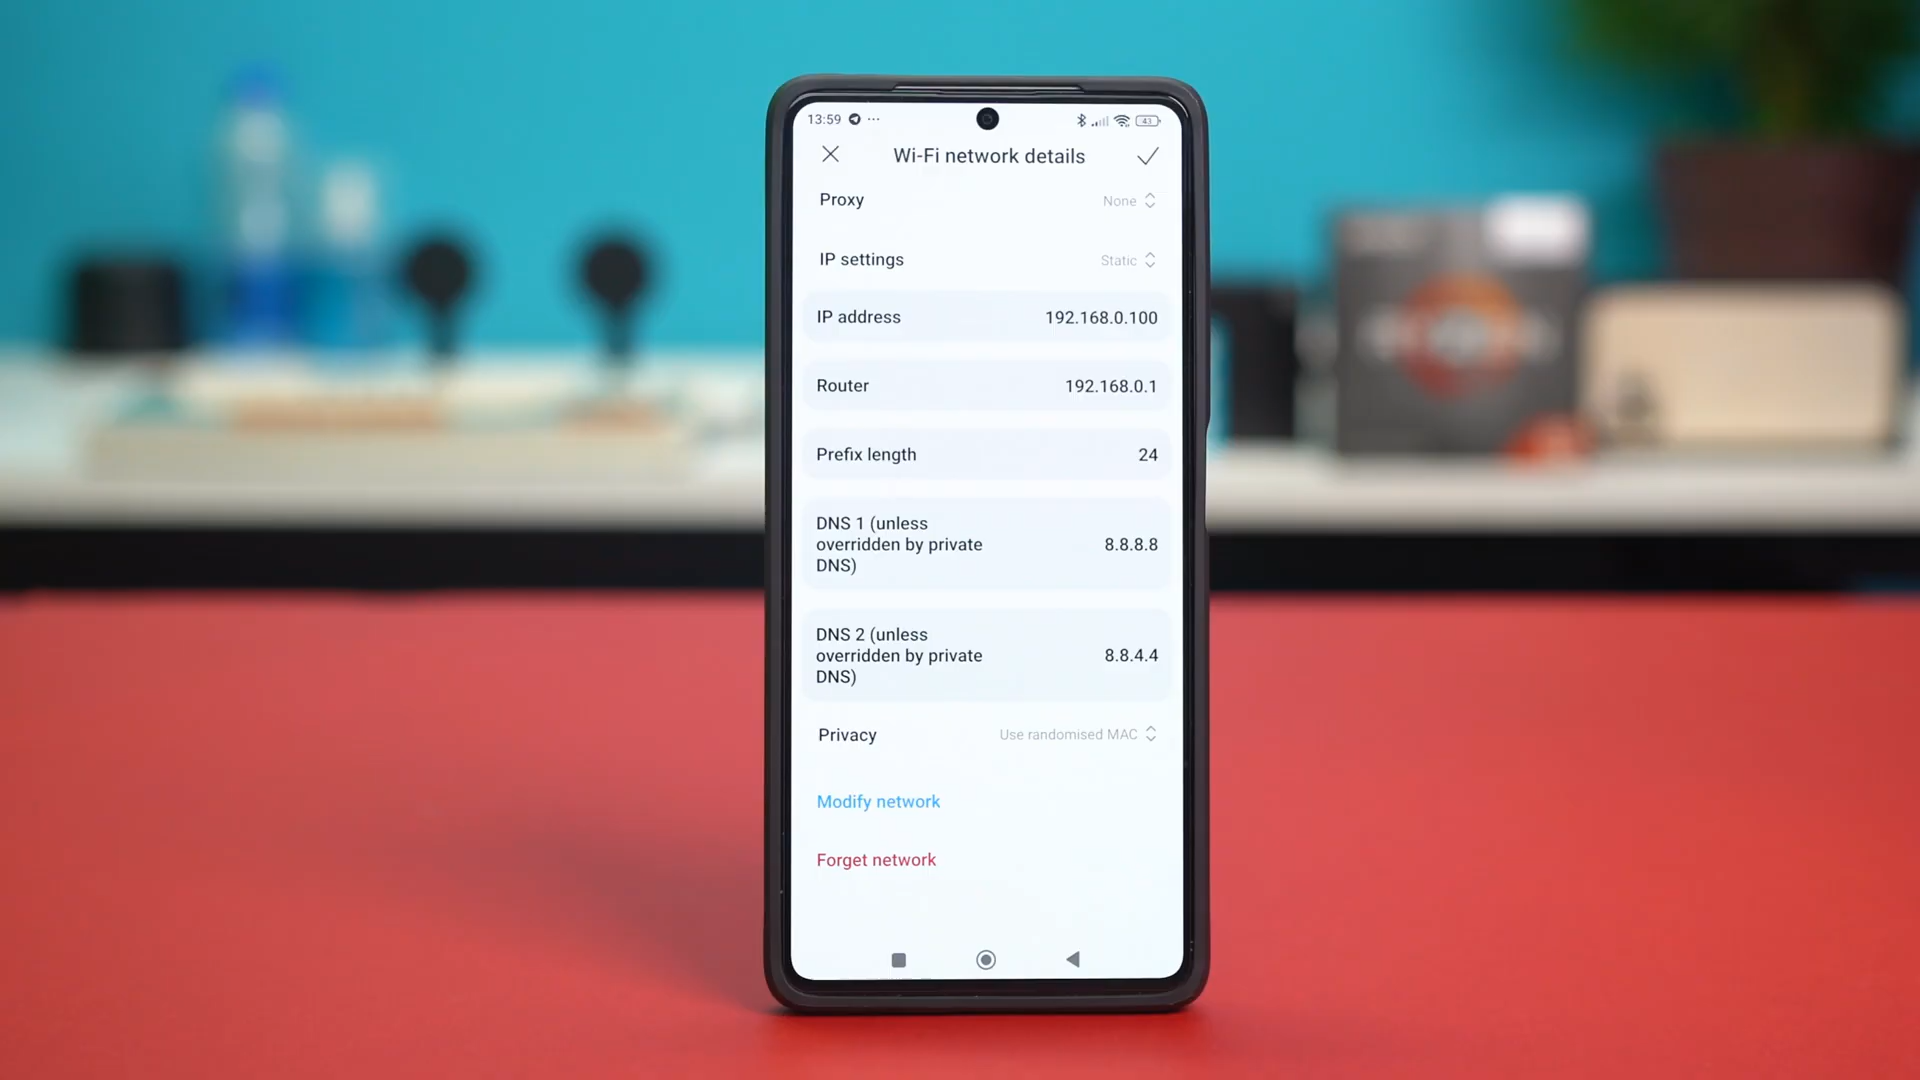 13:59 ··· 43
Wi-Fi network details
Proxy None
IP settings Static
IP address 192.168.0.100
Router 192.168.0.1
Prefix length 24
DNS 1 (unless
overridden by private
DNS) 8.8.8.8
DNS 2 (unless
overridden by private
DNS) 8.8.4.4
Privacy Use randomised MAC
Modify network
Forget network